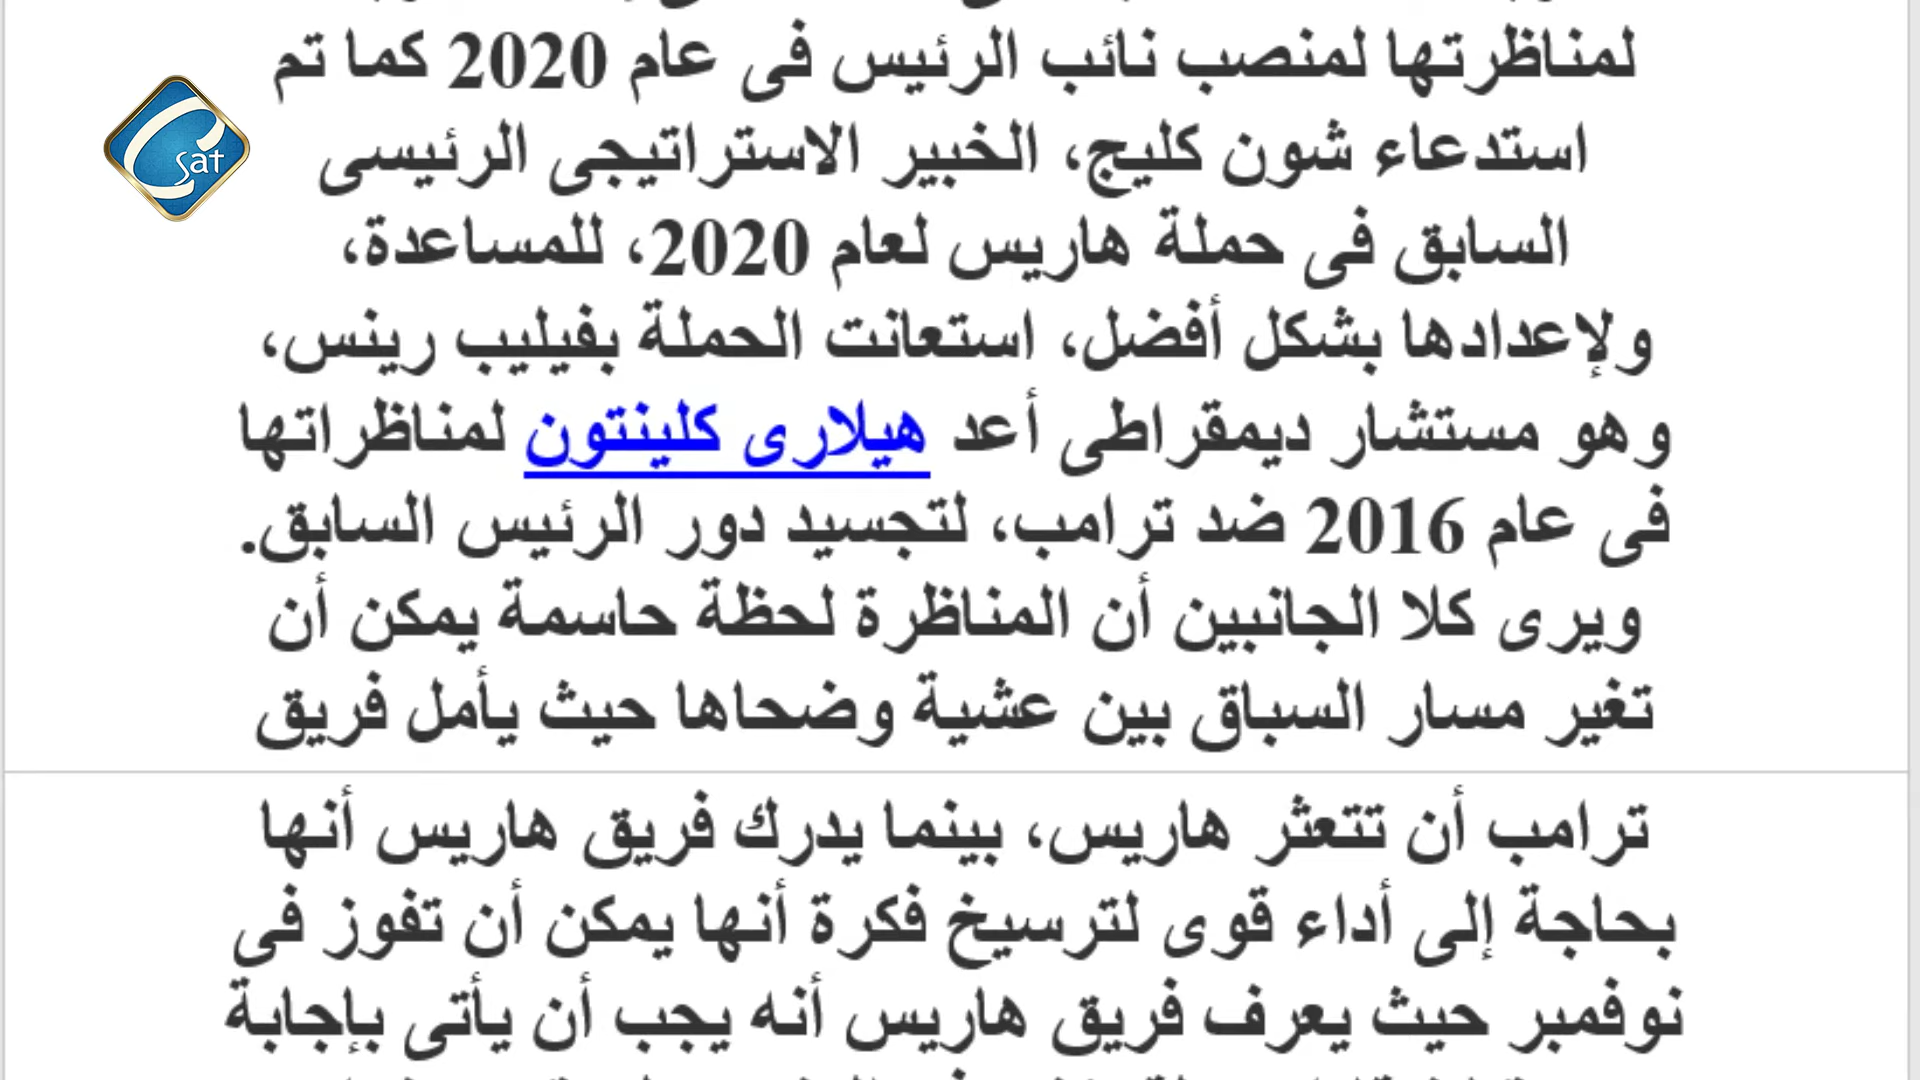 لمناظرتها لمنصب نائب الرئيس فى عام 2020 كما تم
استدعاء شون كليج، الخبير الاستراتيجى الرئيسى
السابق فى حملة هاريس لعام 2020، للمساعدة،
ولإعدادها بشكل أفضل، استعانت الحملة بفيليب رينس،
وهو مستشار ديمقراطى أعد هيلارى كلينتون لمناظراتها
فى عام 2016 ضد ترامب، لتجسيد دور الرئيس السابق.
ويرى كلا الجانبين أن المناظرة لحظة حاسمة يمكن أن
تغير مسار السباق بين عشية وضحاها حيث يأمل فريق
ترامب أن تتعثر هاريس، بينما يدرك فريق هاريس أنها
بحاجة إلى أداء قوى لترسيخ فكرة أنها يمكن أن تفوز فى
نوفمبر حيث يعرف فريق هاريس أنه يجب أن يأتى بإجابة
C sat